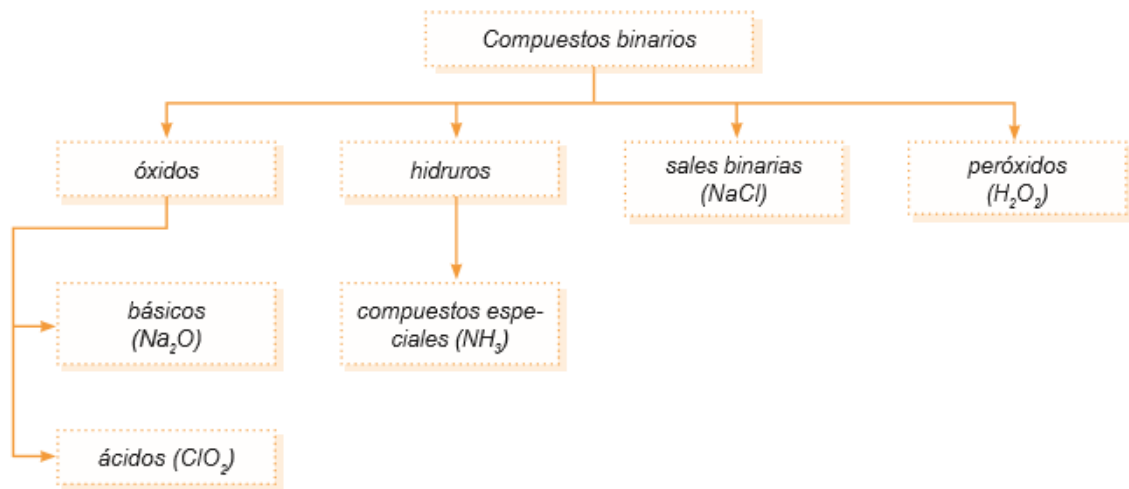 Compuestos binarios
óxidos
hidruros
sales binarias
(NaCl)
peróxidos
(H₂O₂)
básicos
(Na₂O)
compuestos espe-
ciales (NH₃)
ácidos (ClO₂)